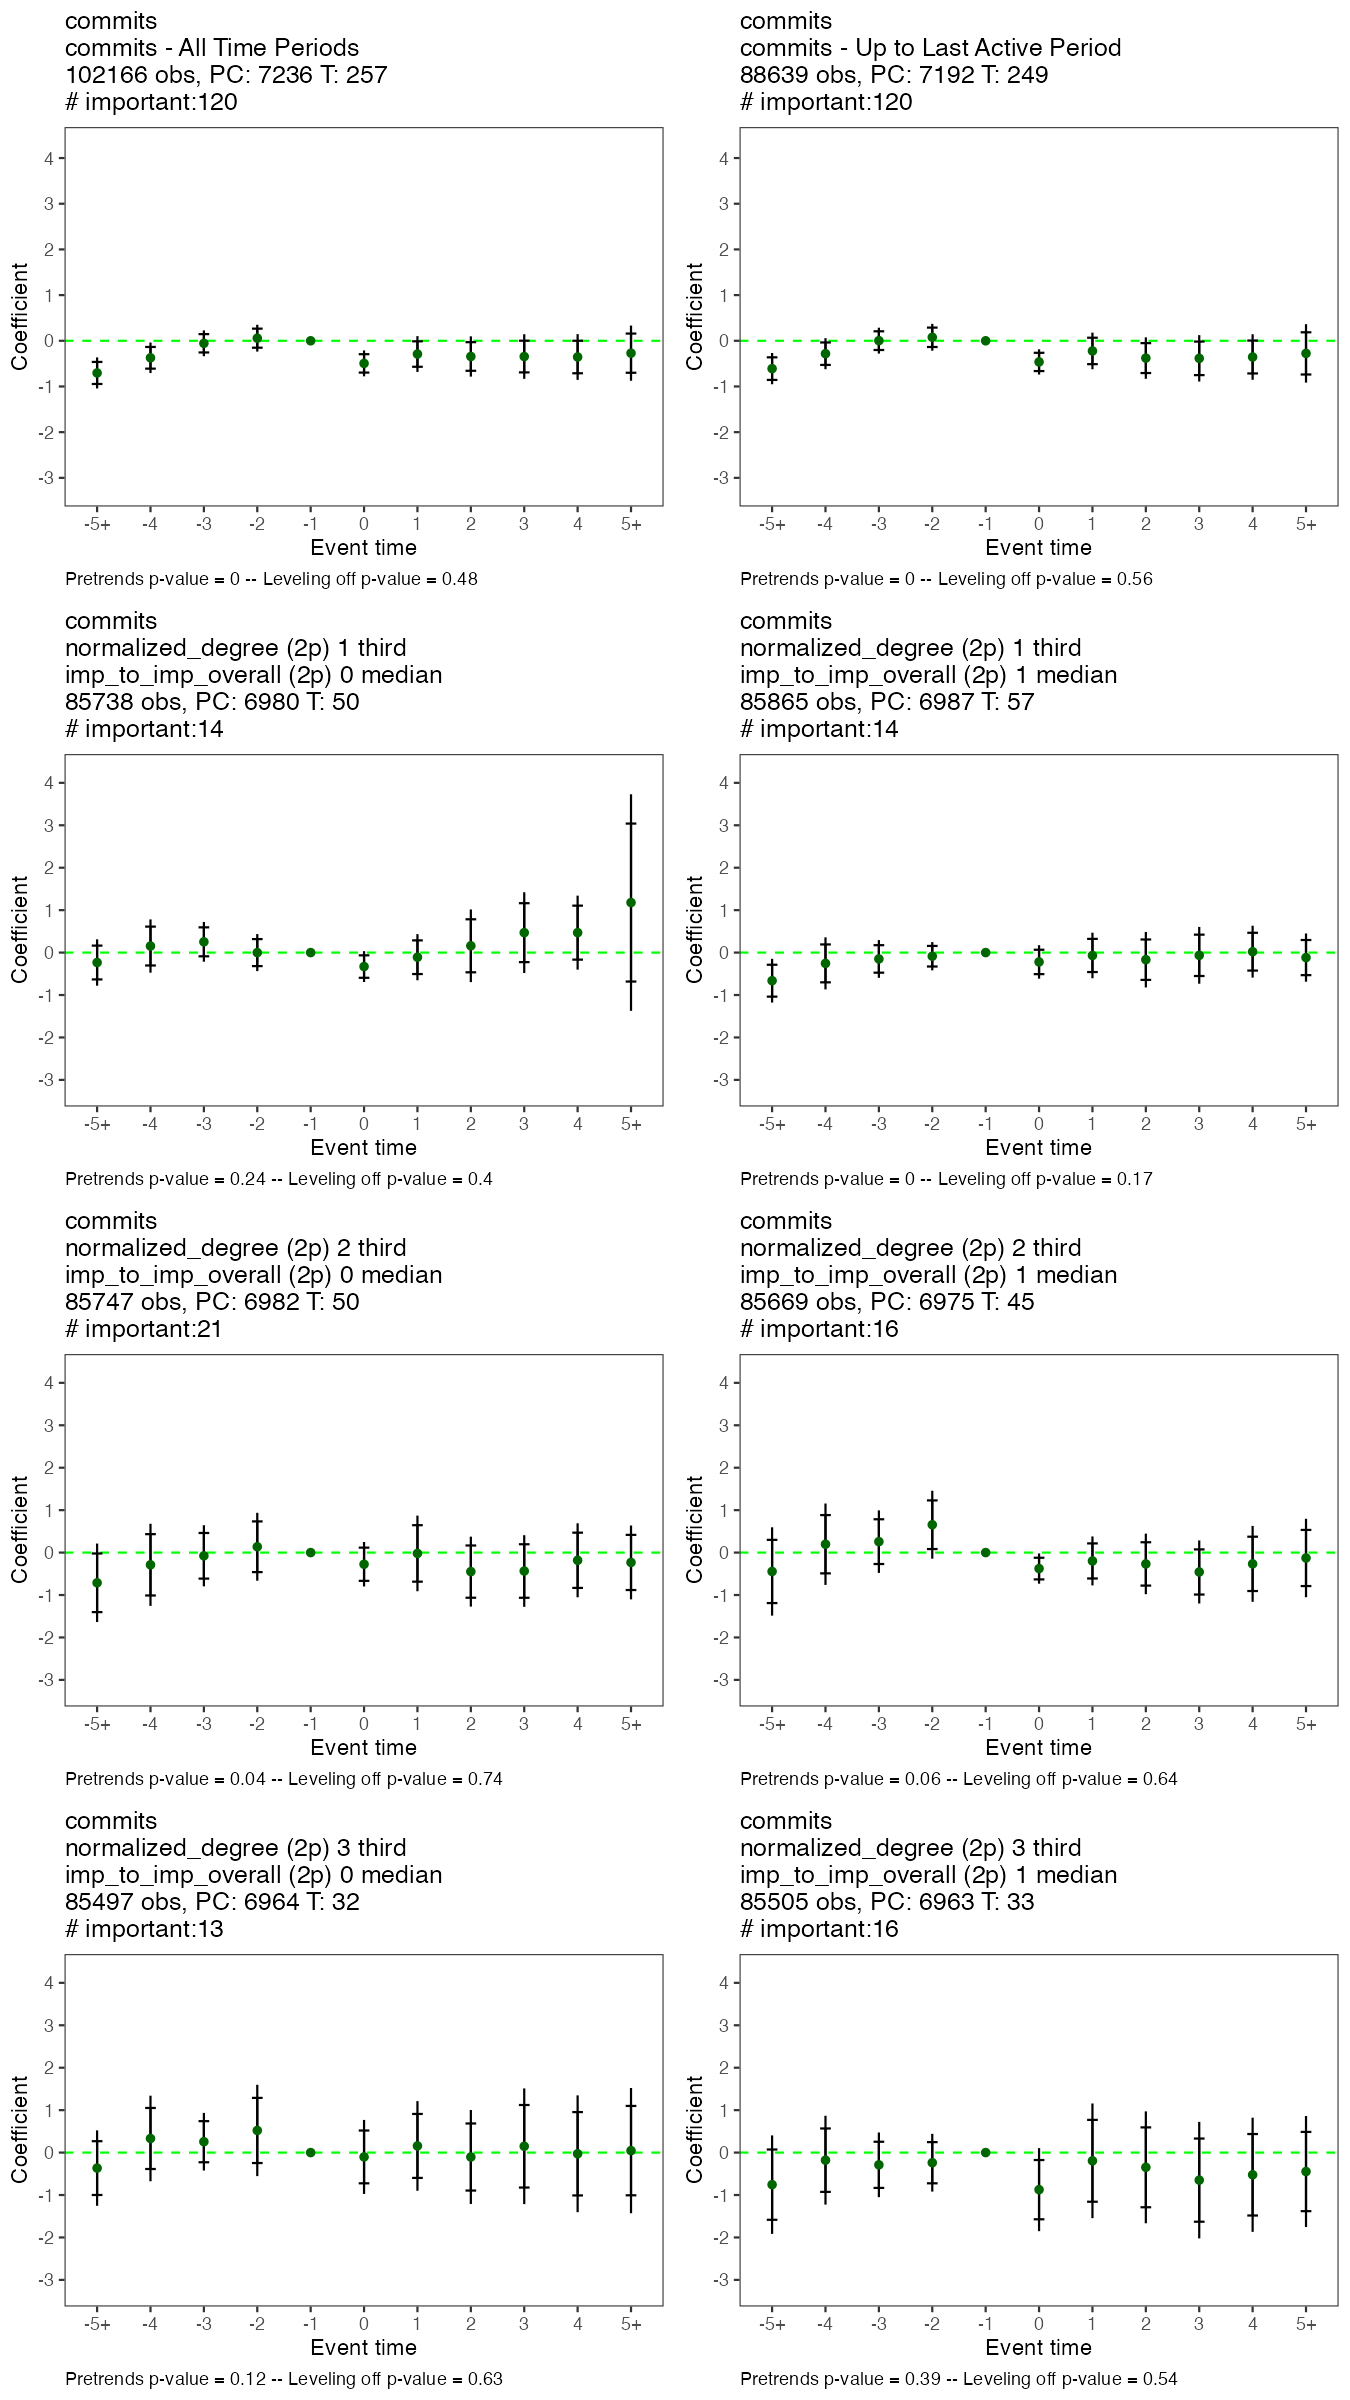 commits
commits - All Time Periods
102166 obs, PC: 7236 T: 257
# important:120
4
3
2
1
0
-1
-2
-3
Coefficient
-5+ -4 -3 -2 -1 0 1 2 3 4 5+
Event time
Pretrends p-value = 0 -- Leveling off p-value = 0.48
commits
commits - Up to Last Active Period
88639 obs, PC: 7192 T: 249
# important:120
4
3
2
1
0
-1
-2
-3
Coefficient
-5+ -4 -3 -2 -1 0 1 2 3 4 5+
Event time
Pretrends p-value = 0 -- Leveling off p-value = 0.56
commits
normalized_degree (2p) 1 third
imp_to_imp_overall (2p) 0 median
85738 obs, PC: 6980 T: 50
# important:14
4
3
2
1
0
-1
-2
-3
Coefficient
-5+ -4 -3 -2 -1 0 1 2 3 4 5+
Event time
Pretrends p-value = 0.24 -- Leveling off p-value = 0.4
commits
normalized_degree (2p) 1 third
imp_to_imp_overall (2p) 1 median
85865 obs, PC: 6987 T: 57
# important:14
4
3
2
1
0
-1
-2
-3
Coefficient
-5+ -4 -3 -2 -1 0 1 2 3 4 5+
Event time
Pretrends p-value = 0 -- Leveling off p-value = 0.17
commits
normalized_degree (2p) 2 third
imp_to_imp_overall (2p) 0 median
85747 obs, PC: 6982 T: 50
# important:21
4
3
2
1
0
-1
-2
-3
Coefficient
-5+ -4 -3 -2 -1 0 1 2 3 4 5+
Event time
Pretrends p-value = 0.04 -- Leveling off p-value = 0.74
commits
normalized_degree (2p) 2 third
imp_to_imp_overall (2p) 1 median
85669 obs, PC: 6975 T: 45
# important:16
4
3
2
1
0
-1
-2
-3
Coefficient
-5+ -4 -3 -2 -1 0 1 2 3 4 5+
Event time
Pretrends p-value = 0.06 -- Leveling off p-value = 0.64
commits
normalized_degree (2p) 3 third
imp_to_imp_overall (2p) 0 median
85497 obs, PC: 6964 T: 32
# important:13
4
3
2
1
0
-1
-2
-3
Coefficient
-5+ -4 -3 -2 -1 0 1 2 3 4 5+
Event time
Pretrends p-value = 0.12 -- Leveling off p-value = 0.63
commits
normalized_degree (2p) 3 third
imp_to_imp_overall (2p) 1 median
85505 obs, PC: 6963 T: 33
# important:16
4
3
2
1
0
-1
-2
-3
Coefficient
-5+ -4 -3 -2 -1 0 1 2 3 4 5+
Event time
Pretrends p-value = 0.39 -- Leveling off p-value = 0.54